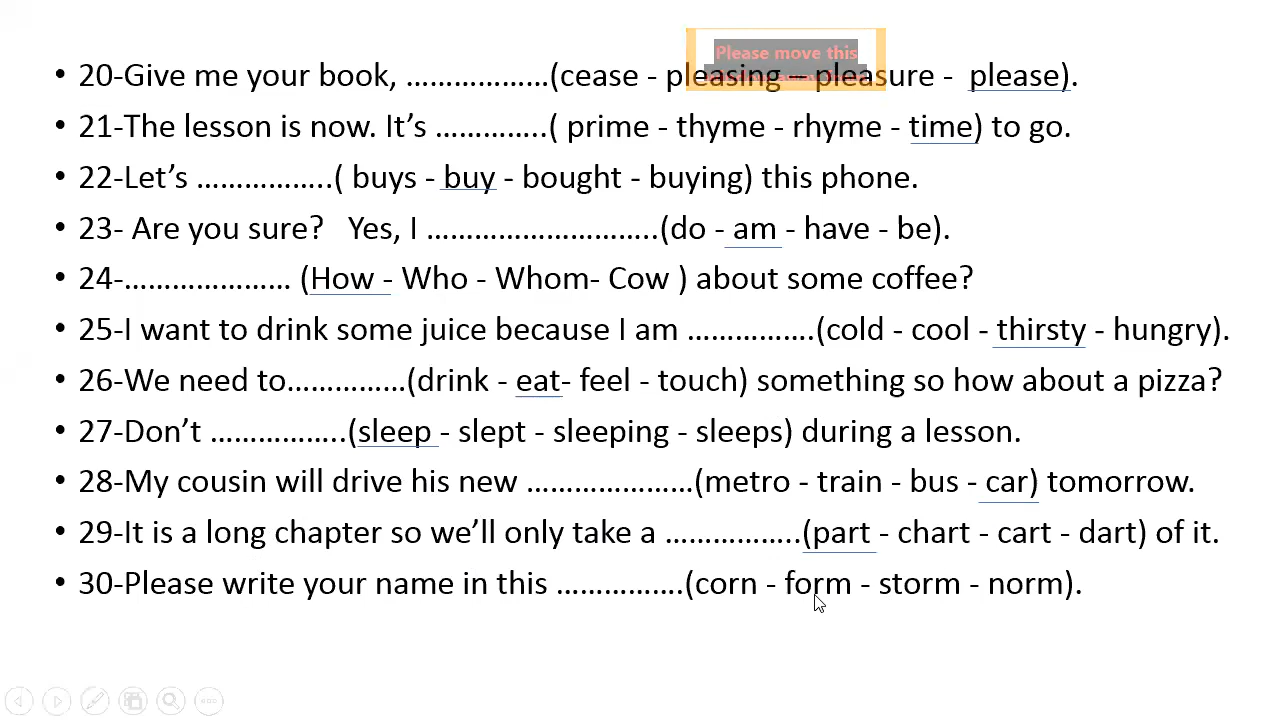 Please move this
• 20-Give me your book, ………………(cease - pleasing – pleasure - please).
• 21-The lesson is now. It’s …………..( prime - thyme - rhyme - time) to go.
• 22-Let’s ……………..( buys - buy - bought - buying) this phone.
• 23- Are you sure? Yes, I ………………………..(do - am - have - be).
• 24-………………… (How - Who - Whom- Cow ) about some coffee?
• 25-I want to drink some juice because I am …………….(cold - cool - thirsty - hungry).
• 26-We need to……………(drink - eat- feel - touch) something so how about a pizza?
• 27-Don’t ……………..(sleep - slept - sleeping - sleeps) during a lesson.
• 28-My cousin will drive his new …………………(metro - train - bus - car) tomorrow.
• 29-It is a long chapter so we’ll only take a ……………..(part - chart - cart - dart) of it.
• 30-Please write your name in this …………….(corn - form - storm - norm).